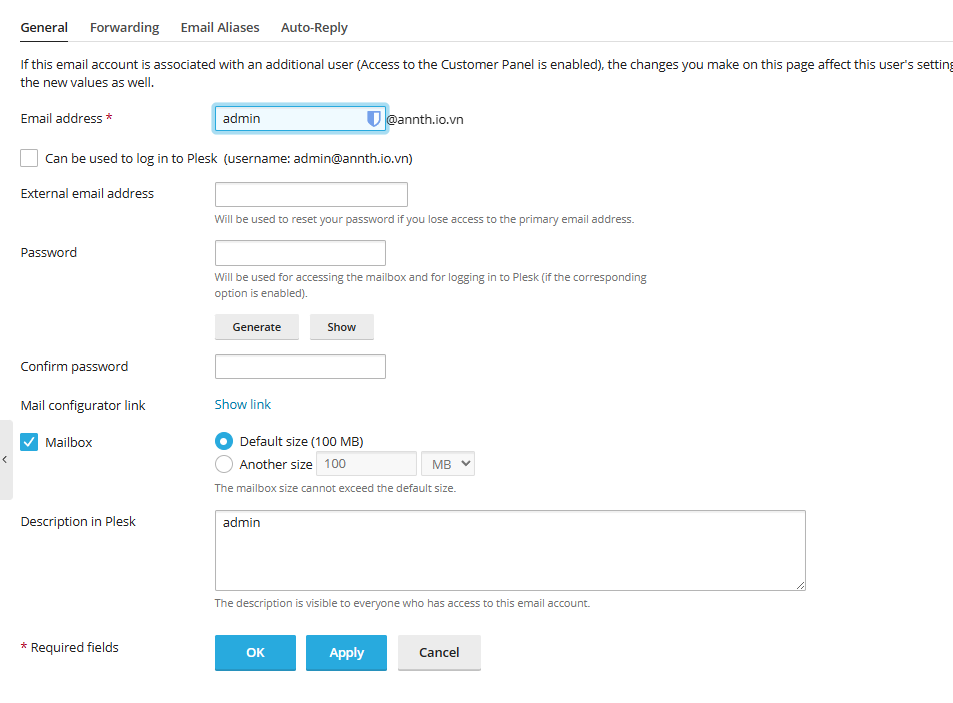 General Forwarding Email Aliases Auto-Reply
If this email account is associated with an additional user (Access to the Customer Panel is enabled), the changes you make on this page affect this user's setting
the new values as well.
Email address * admin @annth.io.vn
Can be used to log in to Plesk (username: admin@annth.io.vn)
External email address
Will be used to reset your password if you lose access to the primary email address.
Password
Will be used for accessing the mailbox and for logging in to Plesk (if the corresponding
option is enabled).
Generate Show
Confirm password
Mail configurator link Show link
Mailbox Default size (100 MB)
Another size 100 MB
The mailbox size cannot exceed the default size.
Description in Plesk admin
The description is visible to everyone who has access to this email account.
* Required fields OK Apply Cancel